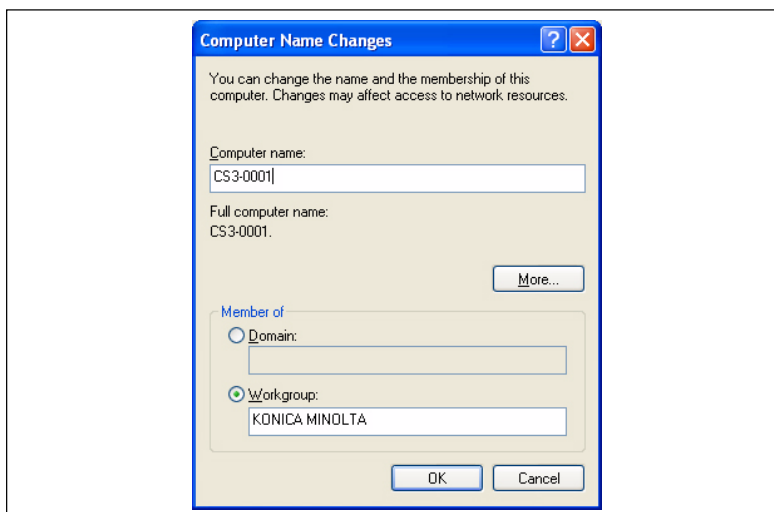 Computer Name Changes
You can change the name and the membership of this
computer. Changes may affect access to network resources.
Computer name:
CS3-0001
Full computer name:
CS3-0001.
More...
Member of
Domain:
Workgroup:
KONICA MINOLTA
OK Cancel